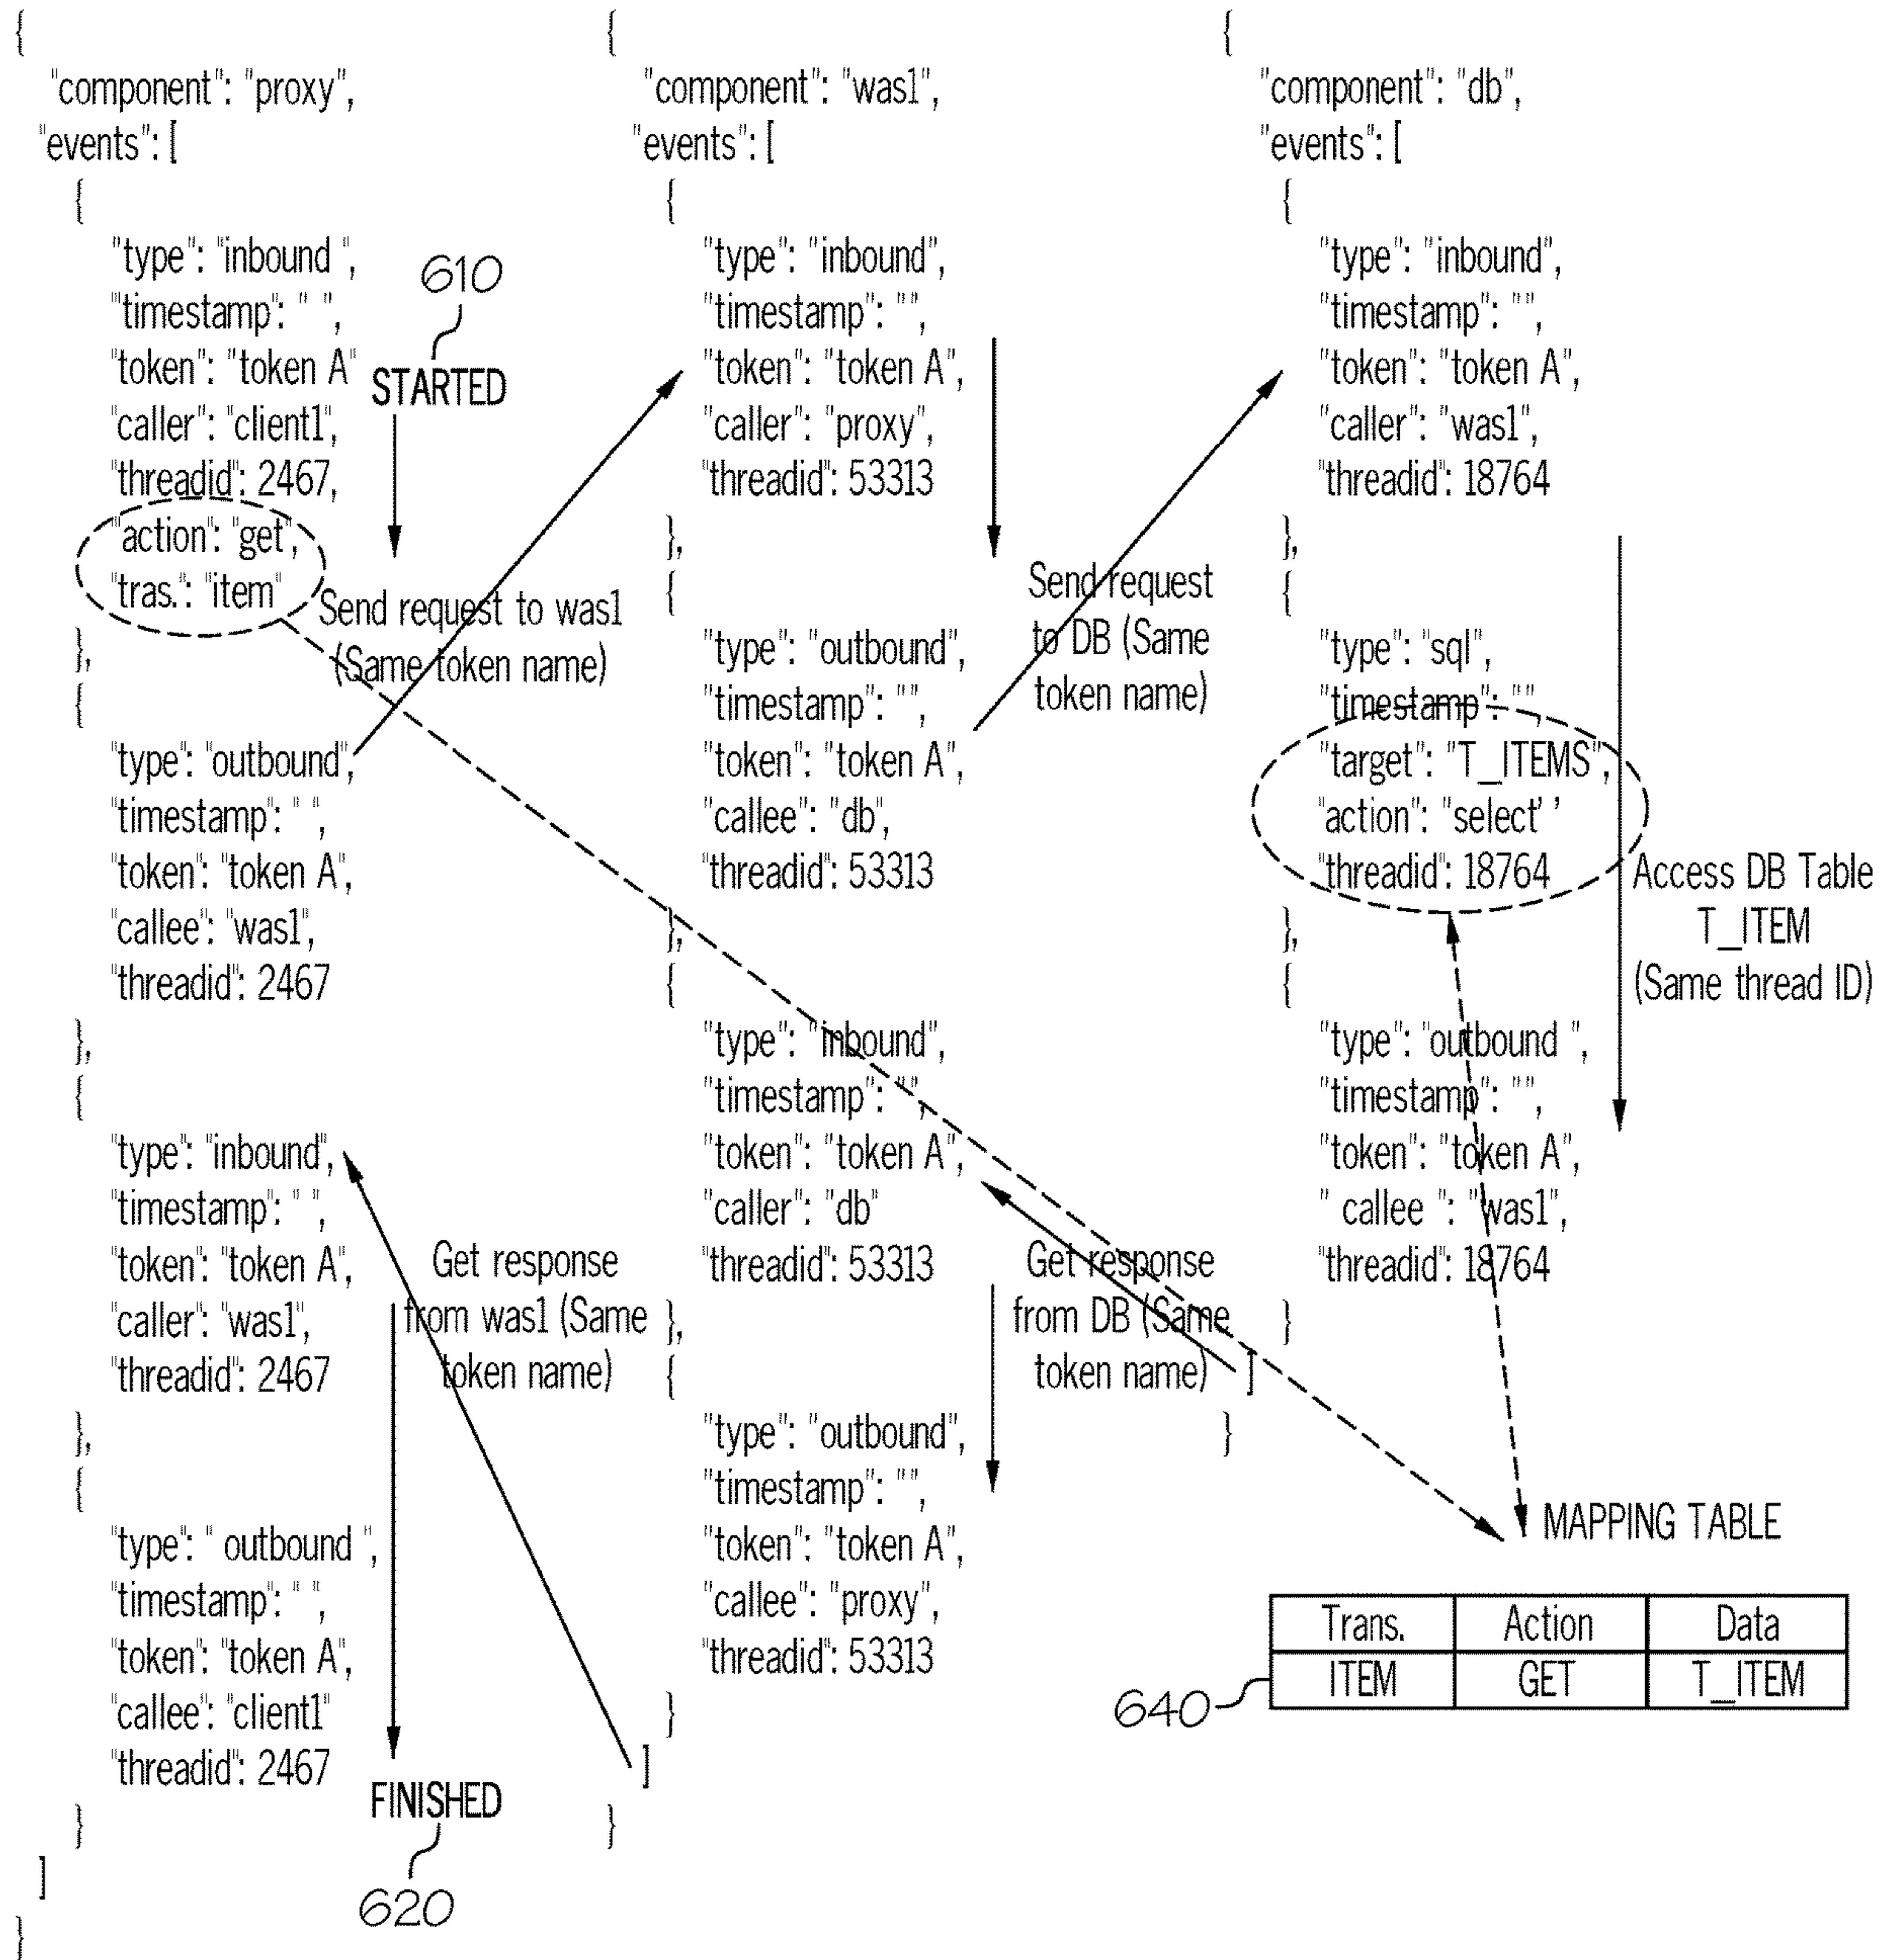 {
"component": "proxy",
"events": [
{
"type": "inbound ",
"timestamp": " ",
"token": "token A"
"caller": "client1",
"threadid": 2467,
"action": "get",
"tras.": "item"
},
{
"type": "outbound",
"timestamp": " ",
"token": "token A",
"callee": "was1",
"threadid": 2467
},
{
"type": "inbound",
"timestamp": " ",
"token": "token A",
"caller": "was1",
"threadid": 2467
},
{
"type": " outbound ",
"timestamp": " ",
"token": "token A",
"callee": "client1"
"threadid": 2467
}
]
}
610
STARTED
Send request to was1
(Same token name)
Get response
from was1 (Same
token name)
FINISHED
620
{
"component": "was1",
"events": [
{
"type": "inbound",
"timestamp": "",
"token": "token A",
"caller": "proxy",
"threadid": 53313
},
{
"type": "outbound",
"timestamp": "",
"token": "token A",
"callee": "db",
"threadid": 53313
},
{
"type": "inbound",
"timestamp": "",
"token": "token A",
"caller": "db"
"threadid": 53313
},
{
"type": "outbound",
"timestamp": "",
"token": "token A",
"callee": "proxy",
"threadid": 53313
}
]
}
Send request
to DB (Same
token name)
Get response
from DB (Same
token name)
{
"component": "db",
"events": [
{
"type": "inbound",
"timestamp": "",
"token": "token A",
"caller": "was1",
"threadid": 18764
},
{
"type": "sql",
"timestamp": "",
"target": "T_ITEMS",
"action": "select' '
"threadid": 18764
},
{
"type": "outbound ",
"timestamp": "",
"token": "token A",
" callee ": "was1",
"threadid": 18764
}
]
}
Access DB Table
T_ITEM
(Same thread ID)
MAPPING TABLE
Trans. Action Data
ITEM GET T_ITEM
640